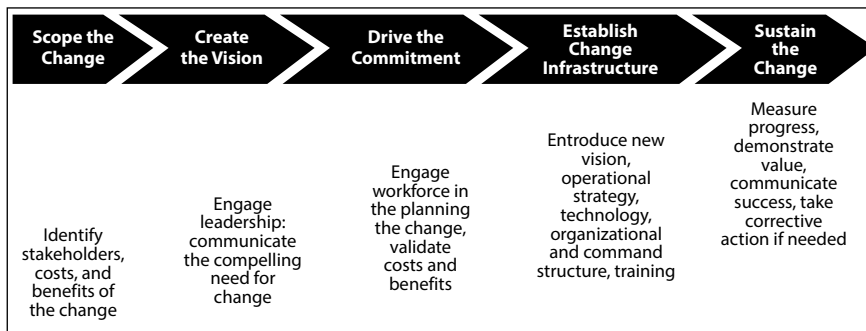 Scope the
Change
Create
the Vision
Drive the
Commitment
Establish
Change
Infrastructure
Sustain
the
Change
Identify
stakeholders,
costs, and
benefits of
the change
Engage
leadership:
communicate
the compelling
need for
change
Engage
workforce in
the planning
the change,
validate
costs and
benefits
Entroduce new
vision,
operational
strategy,
technology,
organizational
and command
structure, training
Measure
progress,
demonstrate
value,
communicate
success, take
corrective
action if needed